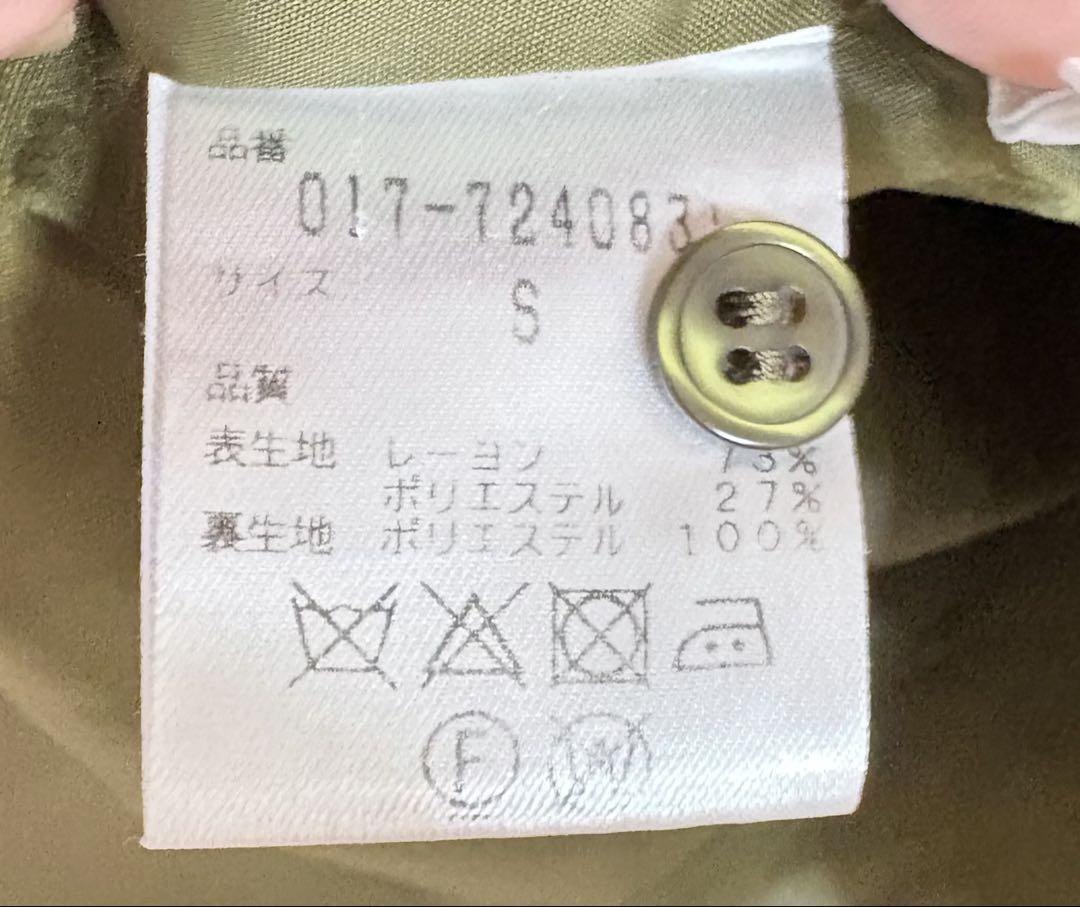 品番
017-7240831
サイズ
S
品質
表生地 レーヨン 73%
ポリエステル 27%
裏生地 ポリエステル 100%
F
W